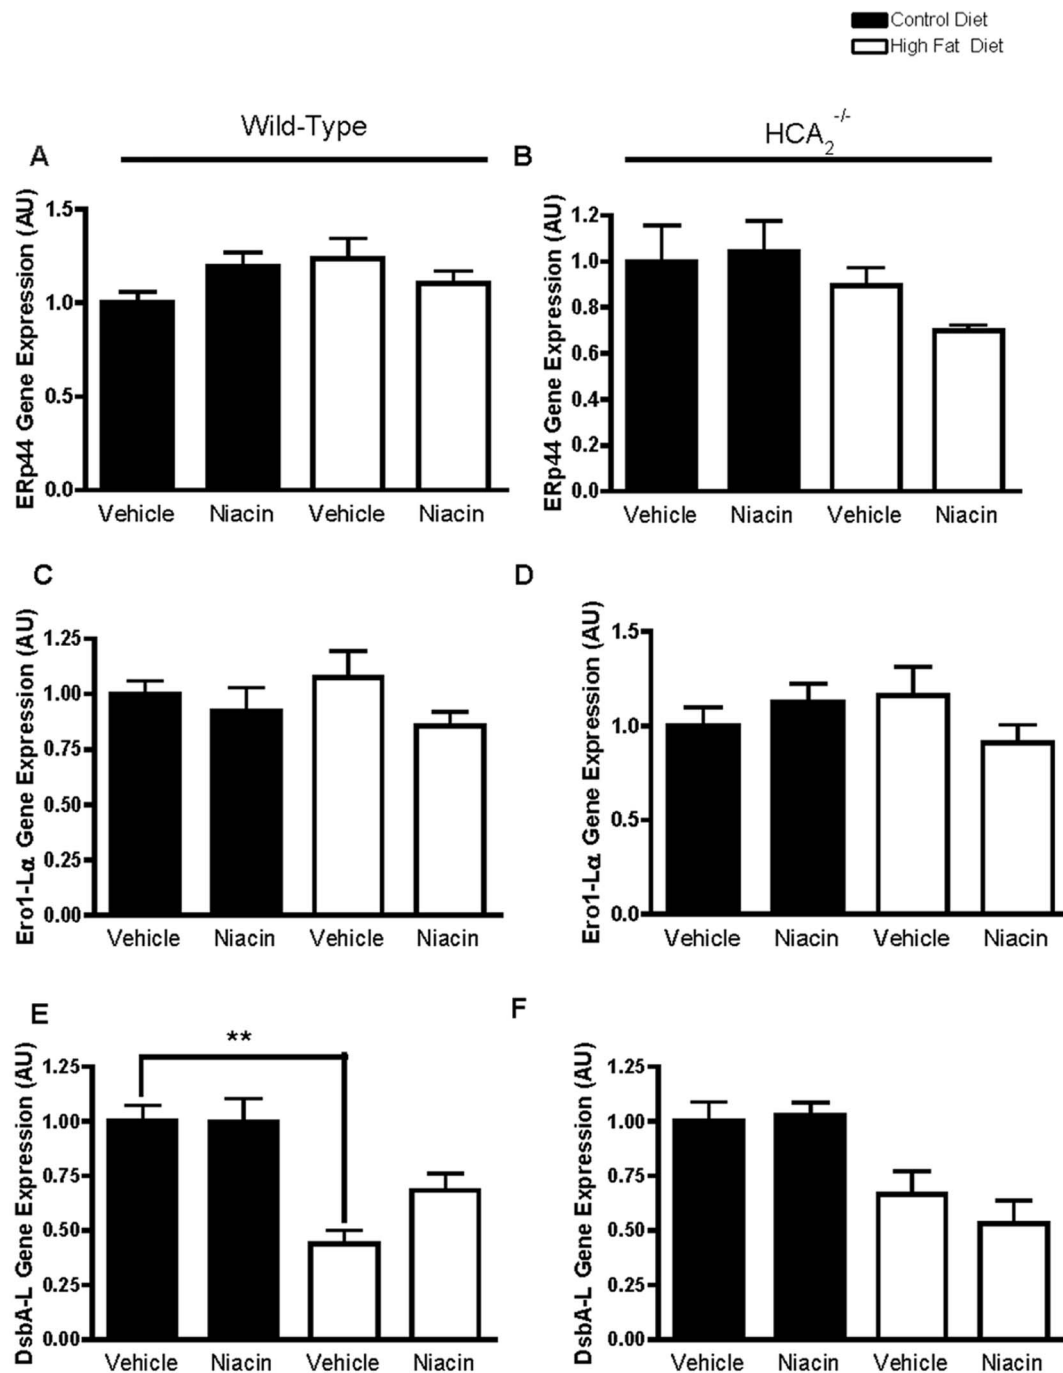 Control Diet
High Fat Diet
Wild-Type
HCA2-/-
A
ERp44 Gene Expression (AU)
1.5
1.0
0.5
0.0
Vehicle Niacin Vehicle Niacin
B
ERp44 Gene Expression (AU)
1.2
1.0
0.8
0.6
0.4
0.2
0.0
Vehicle Niacin Vehicle Niacin
C
Ero1-Lα Gene Expression (AU)
1.25
1.00
0.75
0.50
0.25
0.00
Vehicle Niacin Vehicle Niacin
D
Ero1-Lα Gene Expression (AU)
1.5
1.0
0.5
0.0
Vehicle Niacin Vehicle Niacin
E
DsbA-L Gene Expression (AU)
1.25
1.00
0.75
0.50
0.25
0.00
**
Vehicle Niacin Vehicle Niacin
F
DsbA-L Gene Expression (AU)
1.25
1.00
0.75
0.50
0.25
0.00
Vehicle Niacin Vehicle Niacin